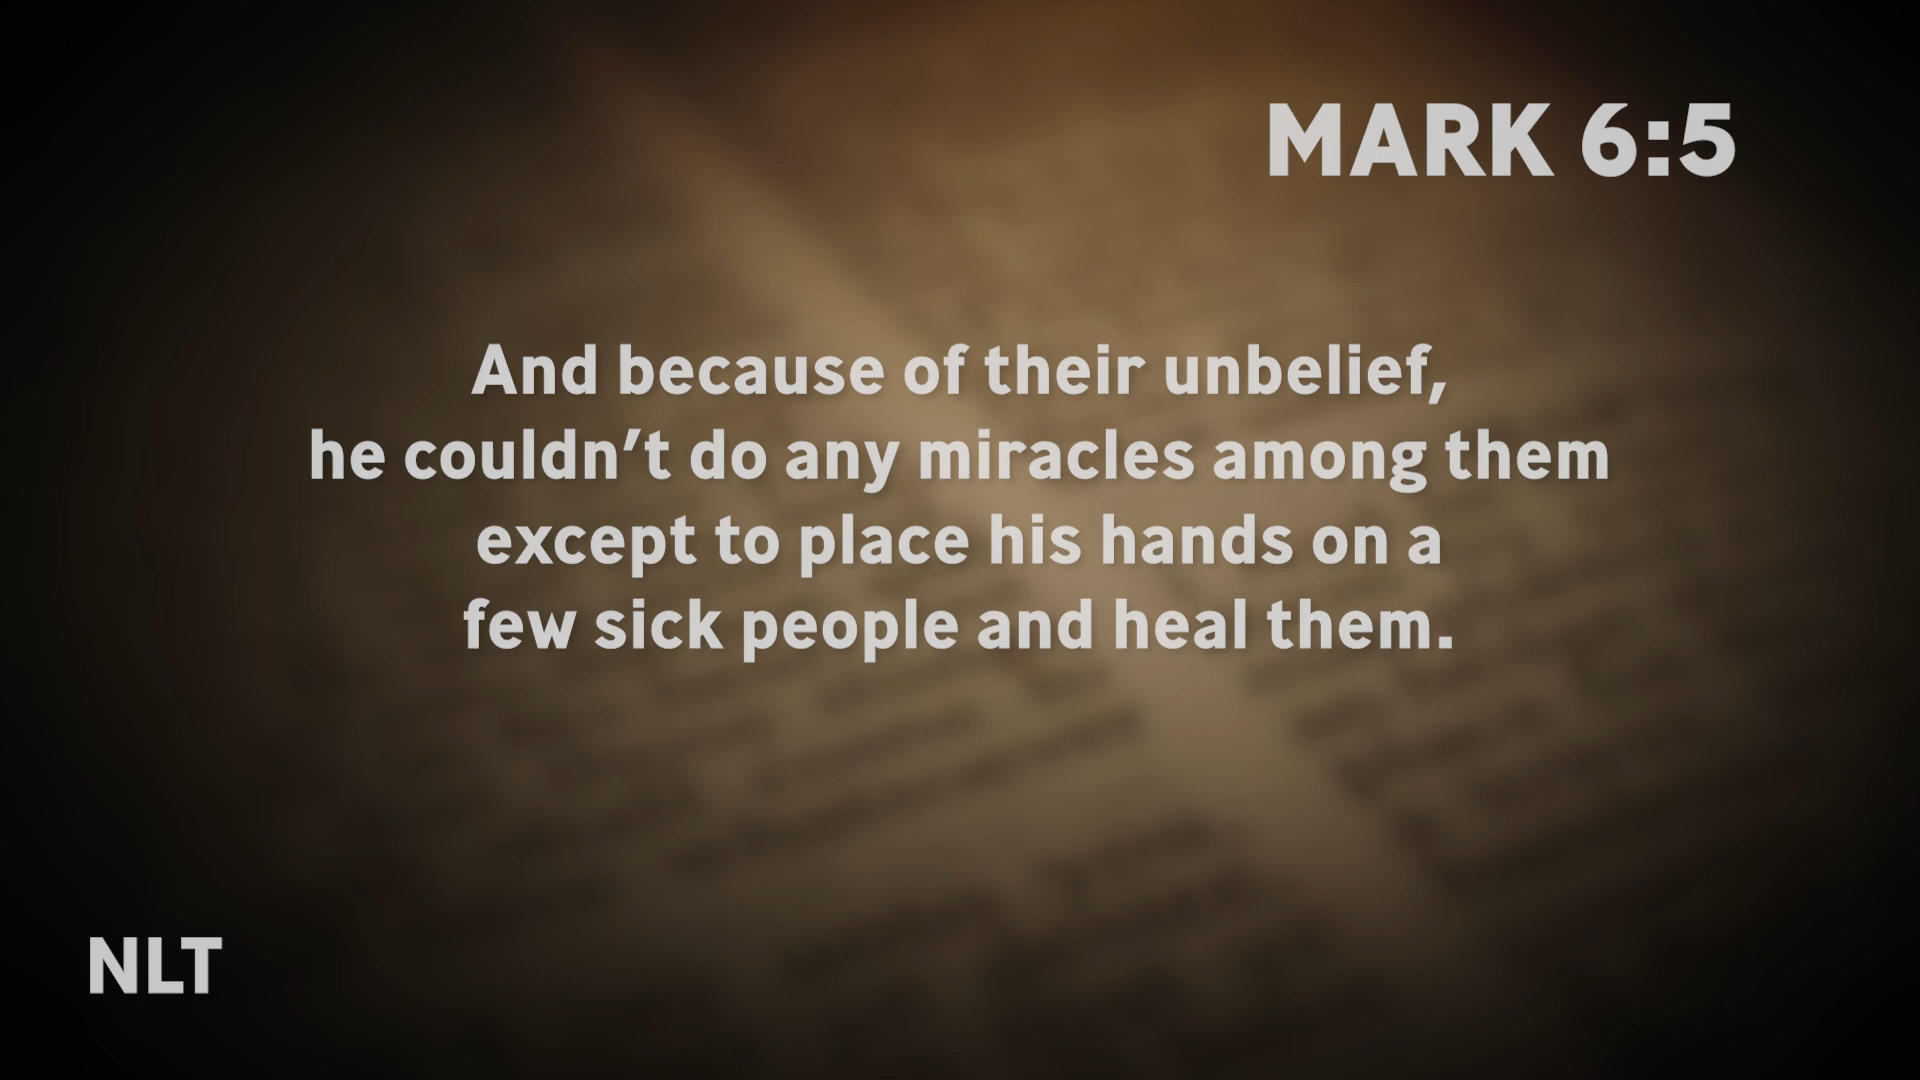 MARK 6:5
And because of their unbelief,
he couldn't do any miracles among them
except to place his hands on a
few sick people and heal them.
NLT